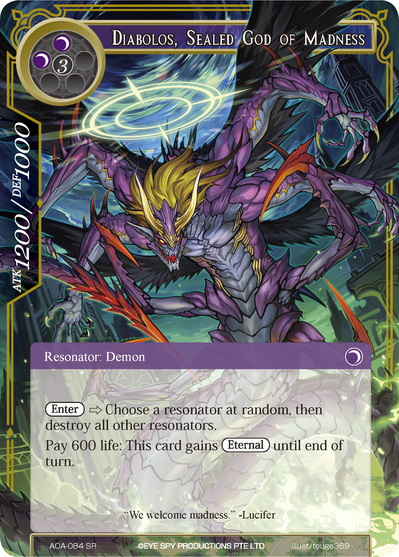 Diabolos, Sealed God of Madness
3
ATK 1200 / DEF 1000
Resonator: Demon
Enter ⇨ Choose a resonator at random, then
destroy all other resonators.
Pay 600 life: This card gains Eternal until end of
turn.
"We welcome madness." -Lucifer
AOA-084 SR
©EYE SPY PRODUCTIONS PTE LTD
Illust/touge369